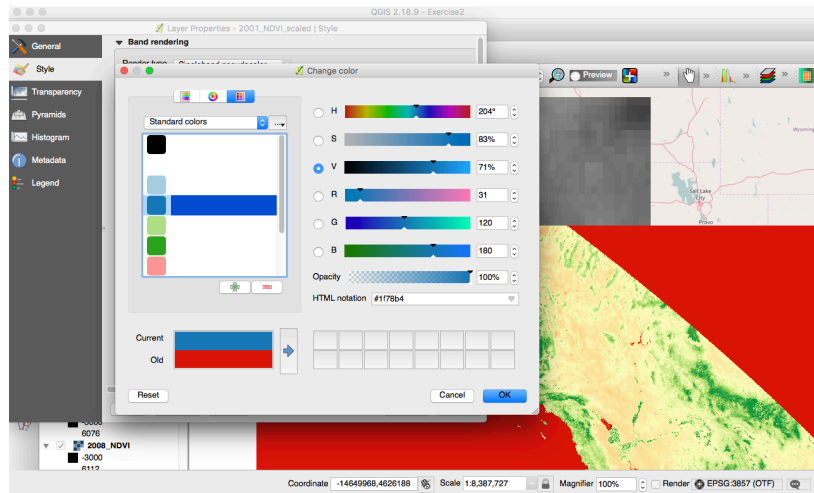 QGIS 2.18.9 - Exercise2
Layer Properties - 2001_NDVI_scaled | Style
General
Style
Transparency
Pyramids
Histogram
Metadata
Legend
Band rendering
Change color
Standard colors
...
H 204°
S 83%
V 71%
R 31
G 120
B 180
Opacity 100%
HTML notation #1f78b4
Current
Old
Reset
Cancel
OK
Preview
»
»
»
Wyoming
Salt Lake
City
Provo
-3000
6076
2008_NDVI
-3000
6112
Coordinate -14649968,4626188 Scale 1:8,387,727 Magnifier 100% Render EPSG:3857 (OTF)